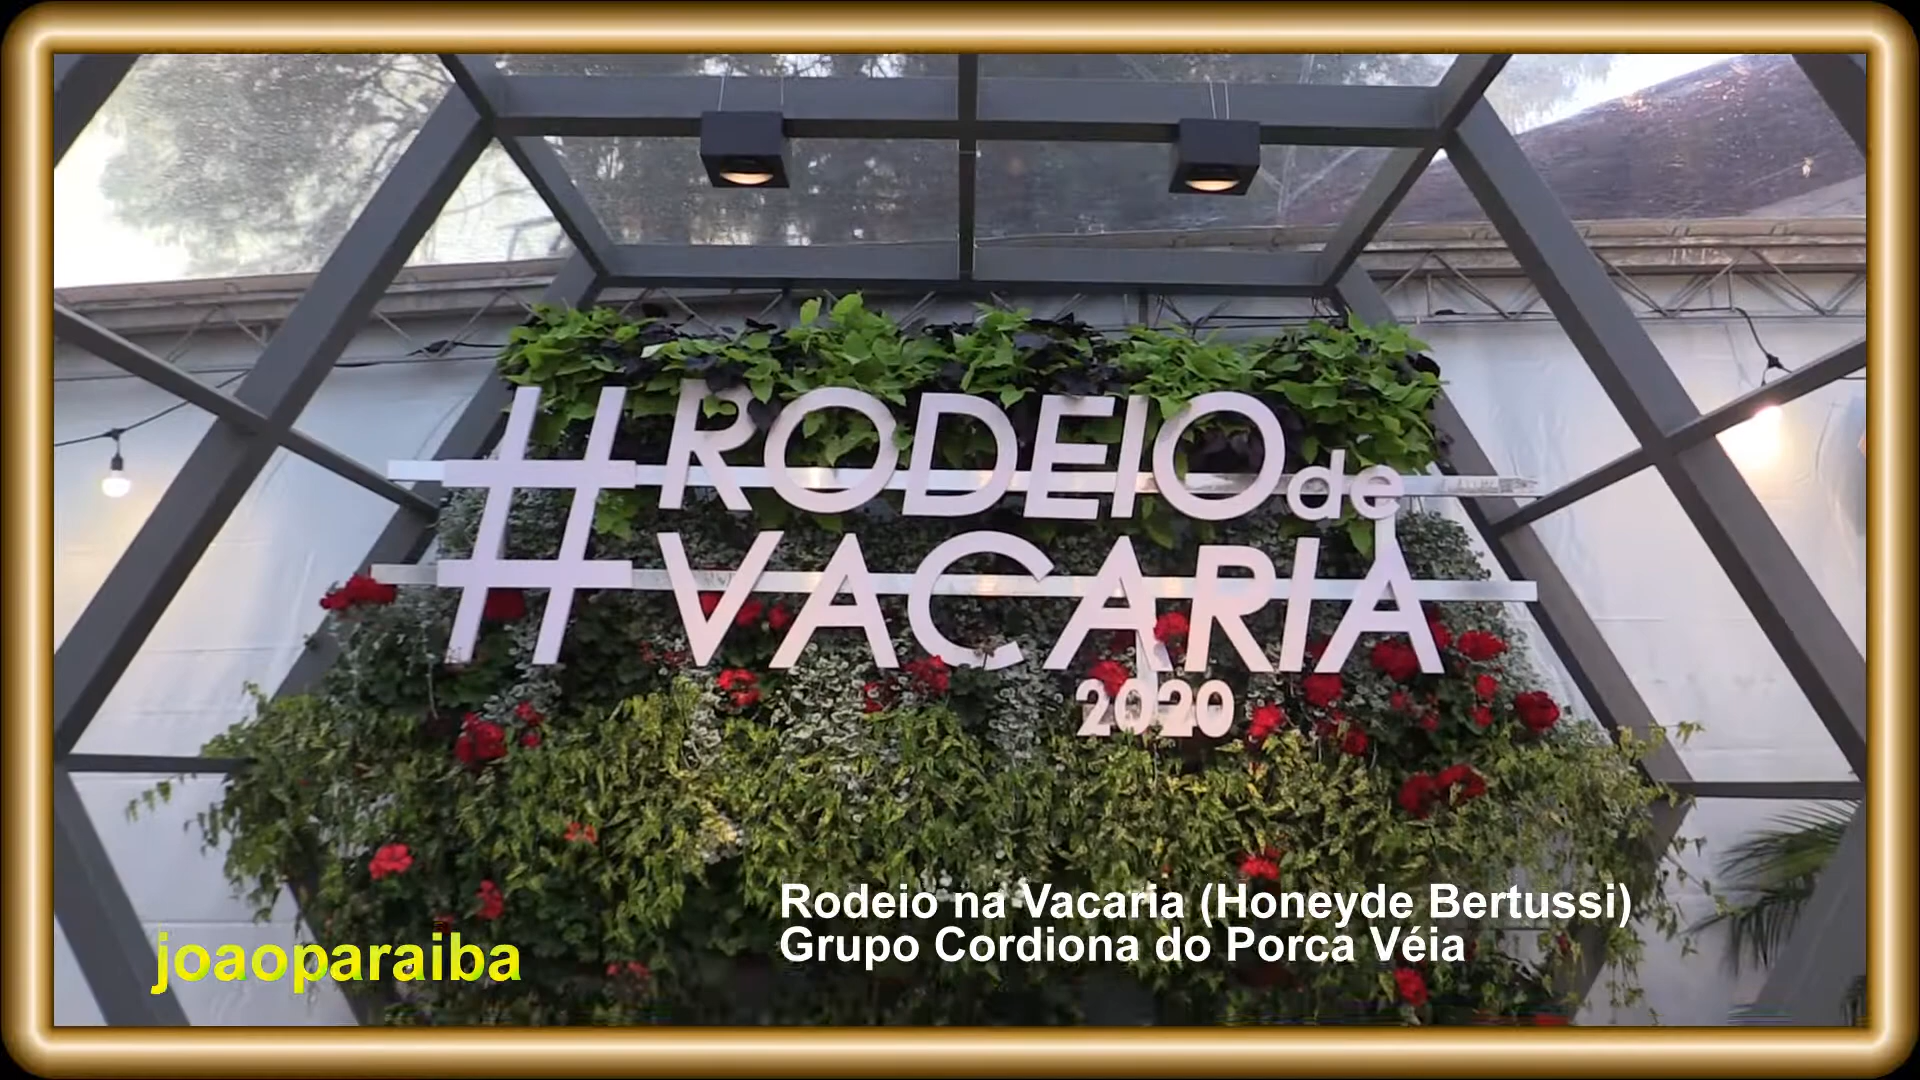 #RODEIO de
VACARIA
2020
Rodeio na Vacaria (Honeyde Bertussi)
Grupo Cordiona do Porca Véia
joaoparaiba